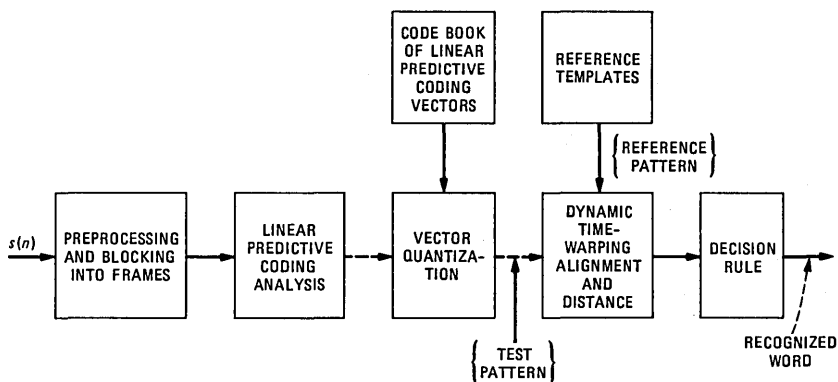 CODE BOOK
OF LINEAR
PREDICTIVE
CODING
VECTORS
REFERENCE
TEMPLATES
{REFERENCE
PATTERN}
s(n)
PREPROCESSING
AND BLOCKING
INTO FRAMES
LINEAR
PREDICTIVE
CODING
ANALYSIS
VECTOR
QUANTIZA-
TION
DYNAMIC
TIME-
WARPING
ALIGNMENT
AND
DISTANCE
DECISION
RULE
{TEST
PATTERN}
RECOGNIZED
WORD